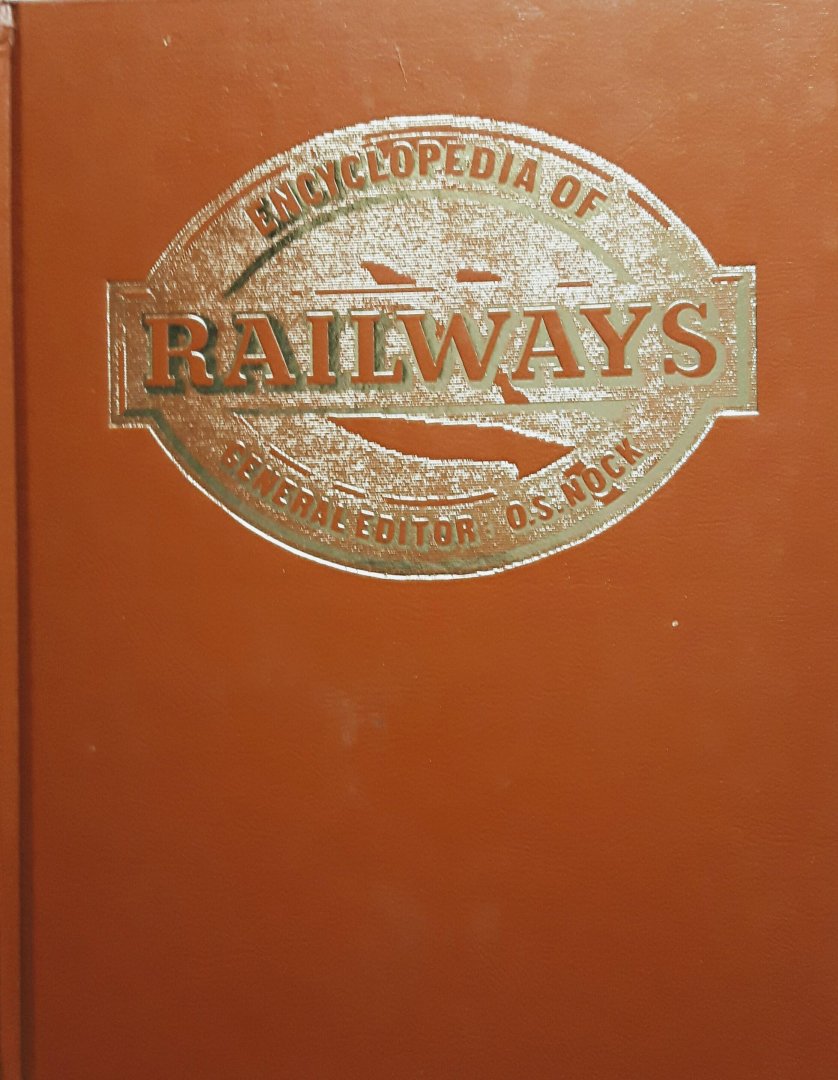 ENCYCLOPEDIA OF
RAILWAYS
GENERAL EDITOR O.S. NOCK